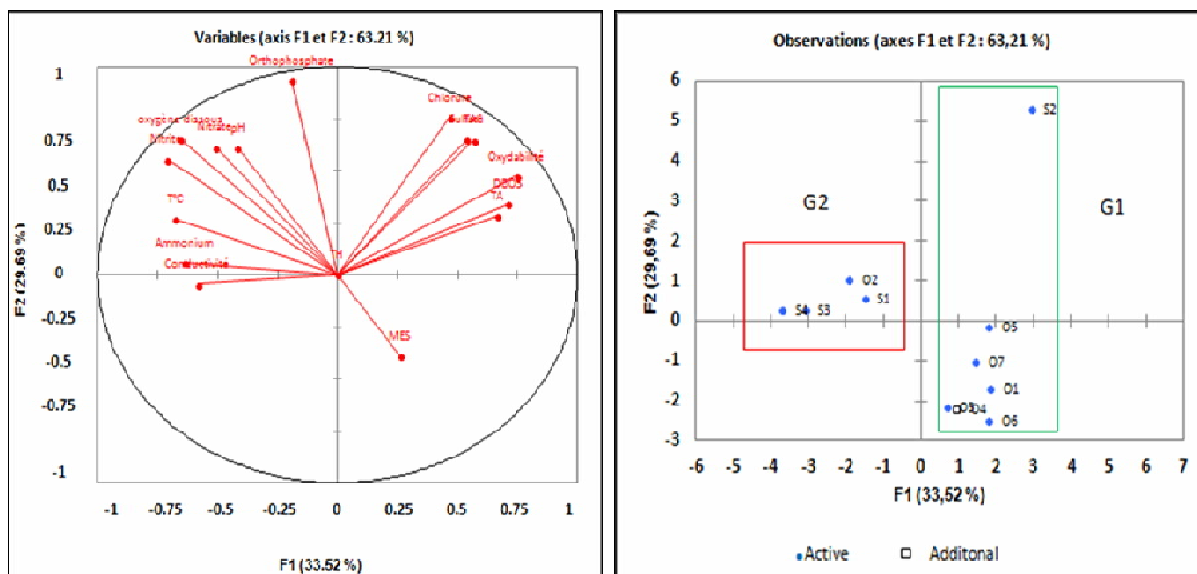 Variables (axis F1 et F2 : 63.21 %)
Orthophosphate
Chlorure
oxygène dissous
Nitrate pH
Sulfate
Nitrite
Oxydabilité
DBO5
TA
T°C
Ammonium
TH
Conductivité
MES
1
0.75
0.5
0.25
0
-0.25
-0.5
-0.75
-1
F2 (29.69 %)
-1 -0.75 -0.5 -0.25 0 0.25 0.5 0.75 1
F1 (33.52 %)
Observations (axes F1 et F2 : 63,21 %)
6
5
4
3
2
1
0
-1
-2
-3
F2 (29,69 %)
S2
G2
G1
O2
S1
S4
S3
O5
O7
O1
O4
O6
-6 -5 -4 -3 -2 -1 0 1 2 3 4 5 6 7
F1 (33,52 %)
Active
Additonal